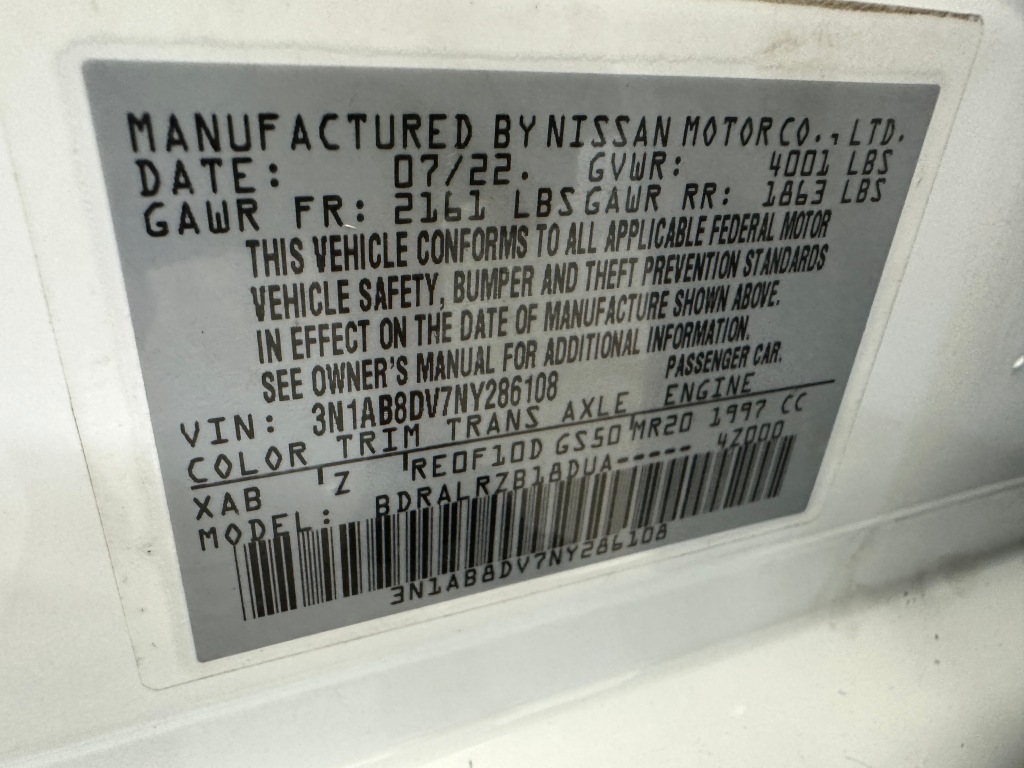 MANUFACTURED BY NISSAN MOTOR CO., LTD.
DATE: 07/22. GVWR: 4001 LBS
GAWR FR: 2161 LBS GAWR RR: 1863 LBS
THIS VEHICLE CONFORMS TO ALL APPLICABLE FEDERAL MOTOR
VEHICLE SAFETY, BUMPER AND THEFT PREVENTION STANDARDS
IN EFFECT ON THE DATE OF MANUFACTURE SHOWN ABOVE.
SEE OWNER'S MANUAL FOR ADDITIONAL INFORMATION.
VIN: 3N1AB8DV7NY286108 PASSENGER CAR.
COLOR TRIM TRANS AXLE ENGINE
XAB Z RE0F10D GS50 MR20 1997 CC
MODEL: BDRALRZB18DUA----- 4Z000
3N1AB8DV7NY286108